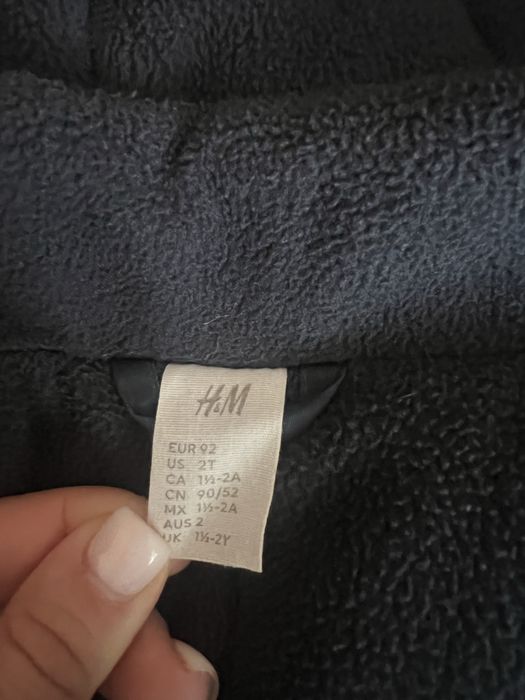 H&M
EUR 92
US 2T
CA 1½-2A
CN 90/52
MX 1½-2A
AUS 2
UK 1½-2Y